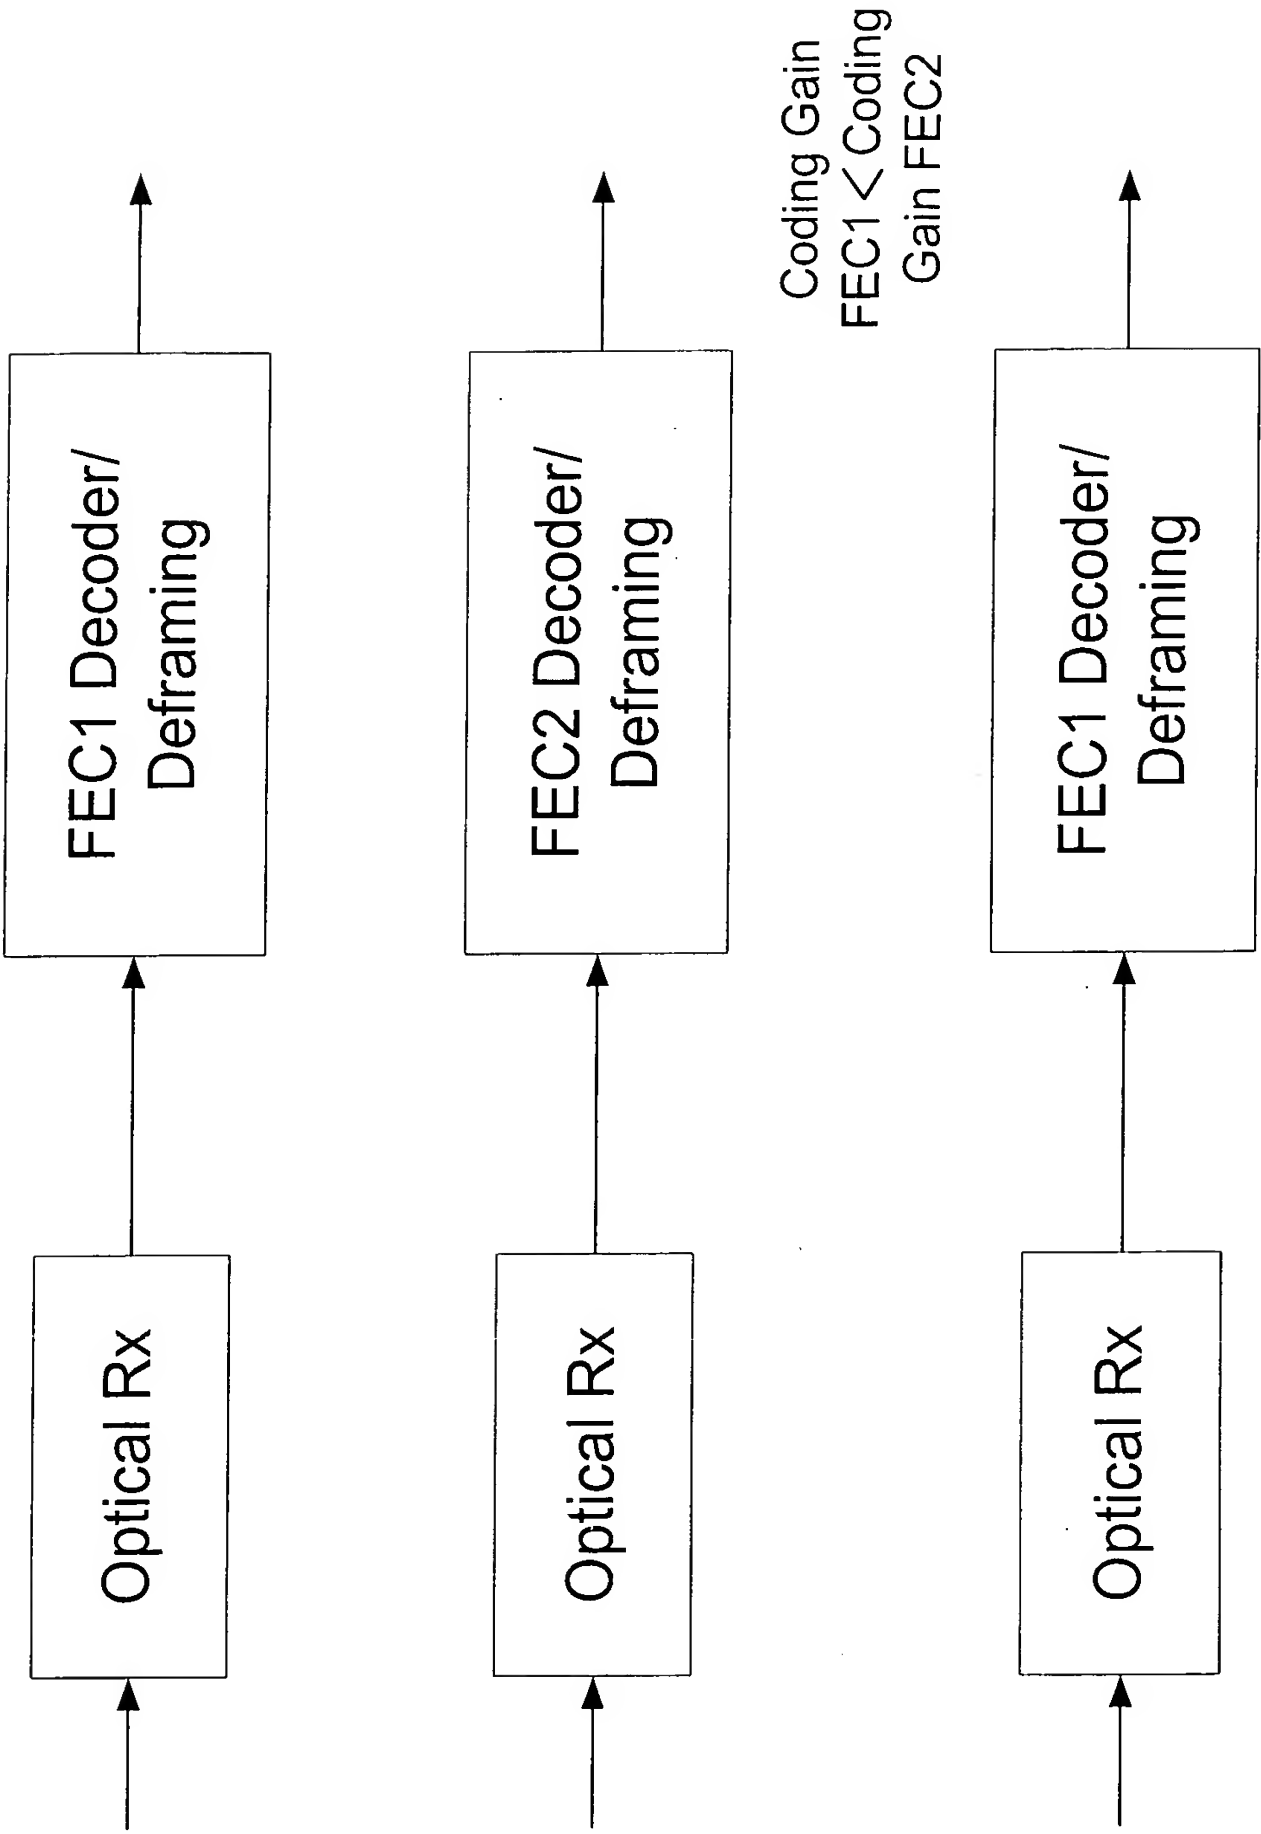 Optical Rx
FEC1 Decoder/
Deframing
Optical Rx
FEC2 Decoder/
Deframing
Coding Gain
FEC1 < Coding
Gain FEC2
Optical Rx
FEC1 Decoder/
Deframing